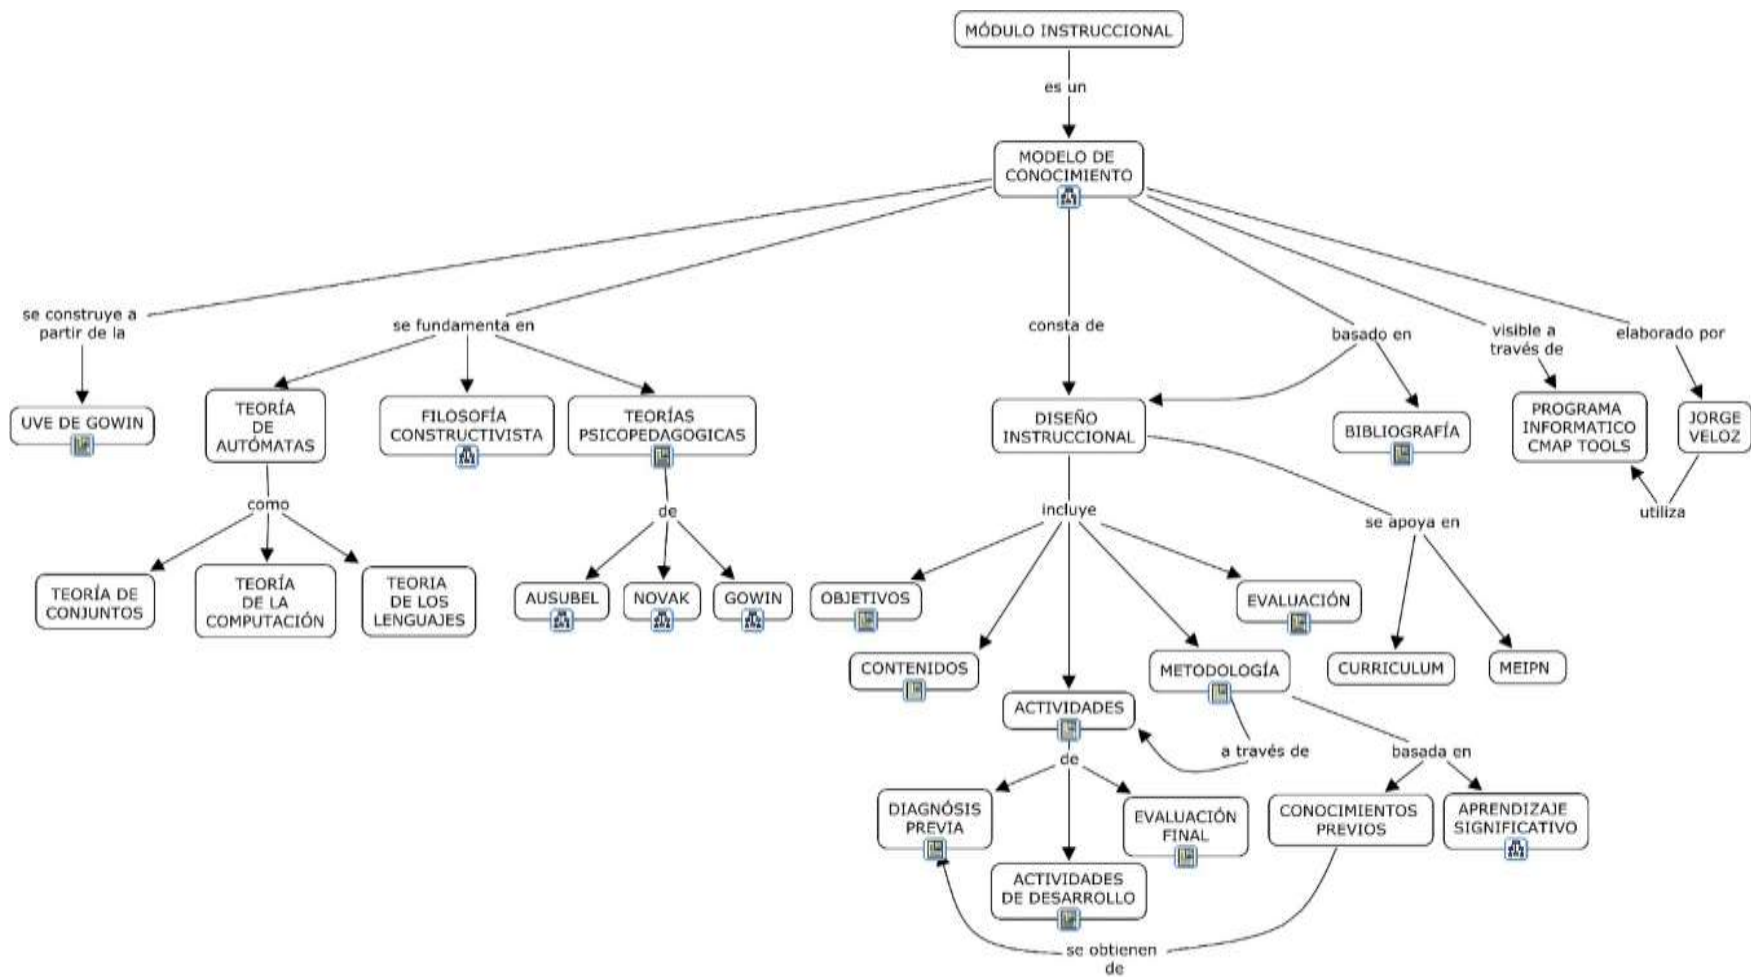 MÓDULO INSTRUCCIONAL
es un
MODELO DE
CONOCIMIENTO
se construye a
partir de la
se fundamenta en
consta de
basado en
visible a
través de
elaborado por
UVE DE GOWIN
TEORÍA
DE
AUTÓMATAS
FILOSOFÍA
CONSTRUCTIVISTA
TEORÍAS
PSICOPEDAGOGICAS
DISEÑO
INSTRUCCIONAL
BIBLIOGRAFÍA
PROGRAMA
INFORMATICO
CMAP TOOLS
JORGE
VELOZ
como
de
incluye
se apoya en
utiliza
TEORÍA DE
CONJUNTOS
TEORÍA
DE LA
COMPUTACIÓN
TEORIA
DE LOS
LENGUAJES
AUSUBEL
NOVAK
GOWIN
OBJETIVOS
EVALUACIÓN
CONTENIDOS
METODOLOGÍA
CURRICULUM
MEIPN
ACTIVIDADES
de
a través de
basada en
DIAGNÓSIS
PREVIA
EVALUACIÓN
FINAL
CONOCIMIENTOS
PREVIOS
APRENDIZAJE
SIGNIFICATIVO
ACTIVIDADES
DE DESARROLLO
se obtienen
de